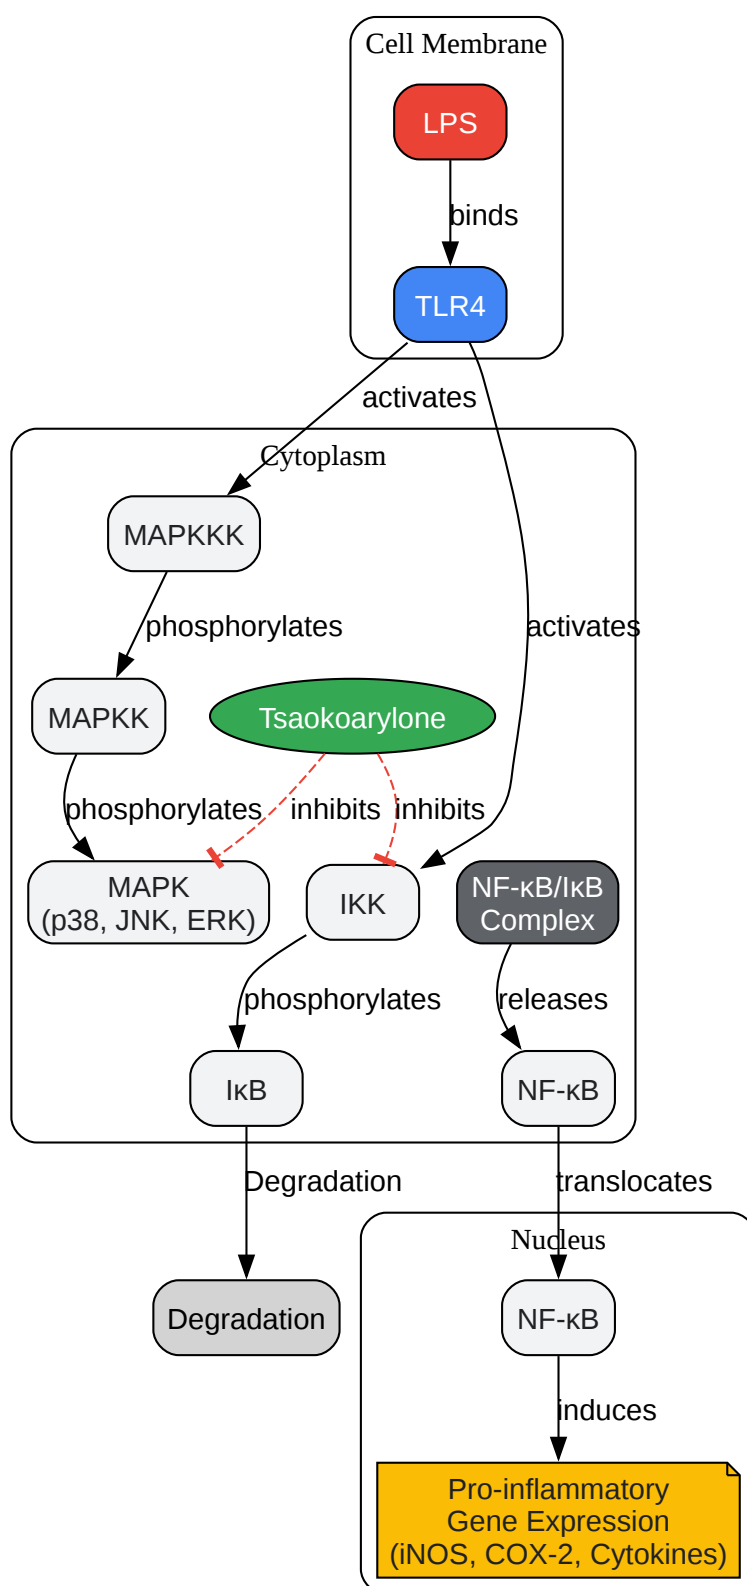 Cell Membrane
LPS
binds
TLR4
activates
Cytoplasm
MAPKKK
phosphorylates
activates
MAPKK
Tsaokoarylone
phosphorylates
inhibits
inhibits
MAPK
(p38, JNK, ERK)
IKK
NF-κB/IκB
Complex
phosphorylates
releases
IκB
NF-κB
Degradation
translocates
Nucleus
Degradation
NF-κB
induces
Pro-inflammatory
Gene Expression
(iNOS, COX-2, Cytokines)